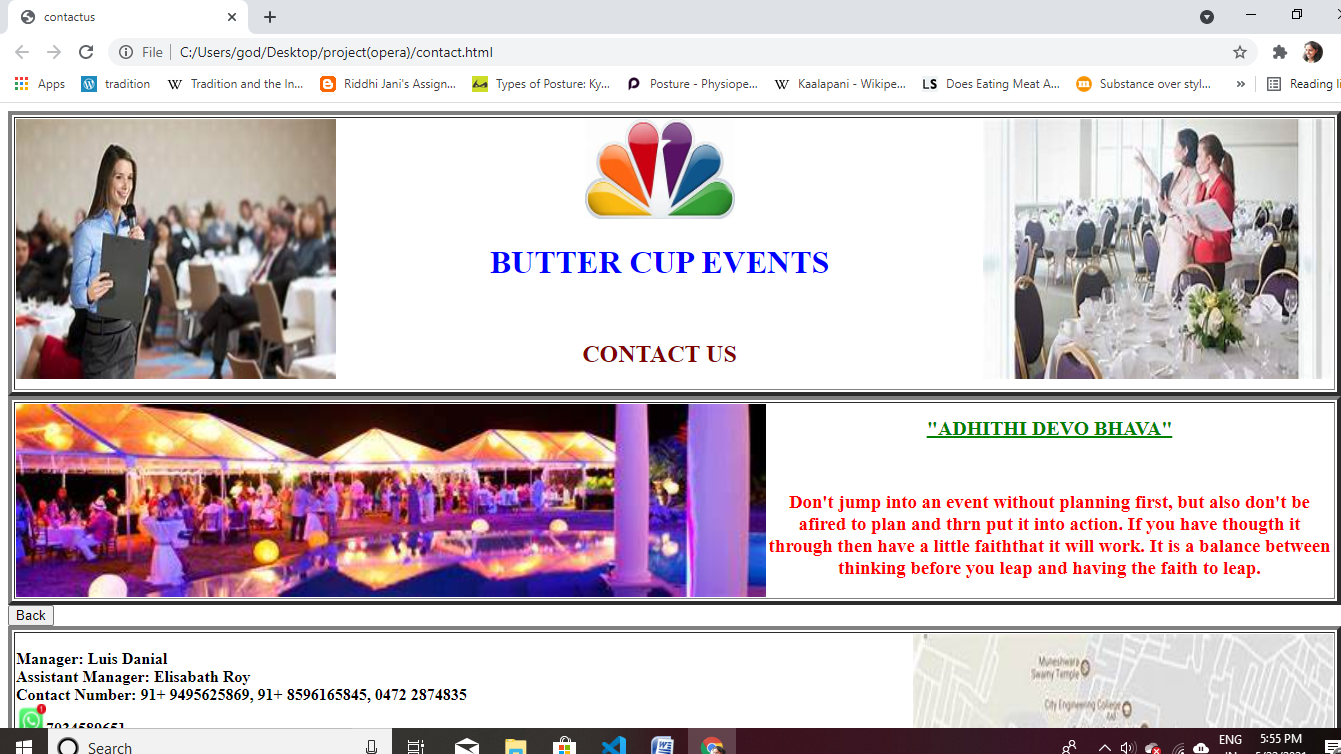 contactus
File
C:/Users/god/Desktop/project(opera)/contact.html
Apps
tradition
Tradition and the In...
Riddhi Jani's Assign...
Types of Posture: Ky...
Posture - Physiope...
Kaalapani - Wikipe...
LS Does Eating Meat A...
Substance over styl...
»
Reading li
BUTTER CUP EVENTS
CONTACT US
"ADHITHI DEVO BHAVA"
Don't jump into an event without planning first, but also don't be
afired to plan and thrn put it into action. If you have thougth it
through then have a little faiththat it will work. It is a balance between
thinking before you leap and having the faith to leap.
Back
Manager: Luis Danial
Assistant Manager: Elisabath Roy
Contact Number: 91+ 9495625869, 91+ 8596165845, 0472 2874835
Muneshwara
Swamy Temple
City Engineering College
Search
ENG
5:55 PM